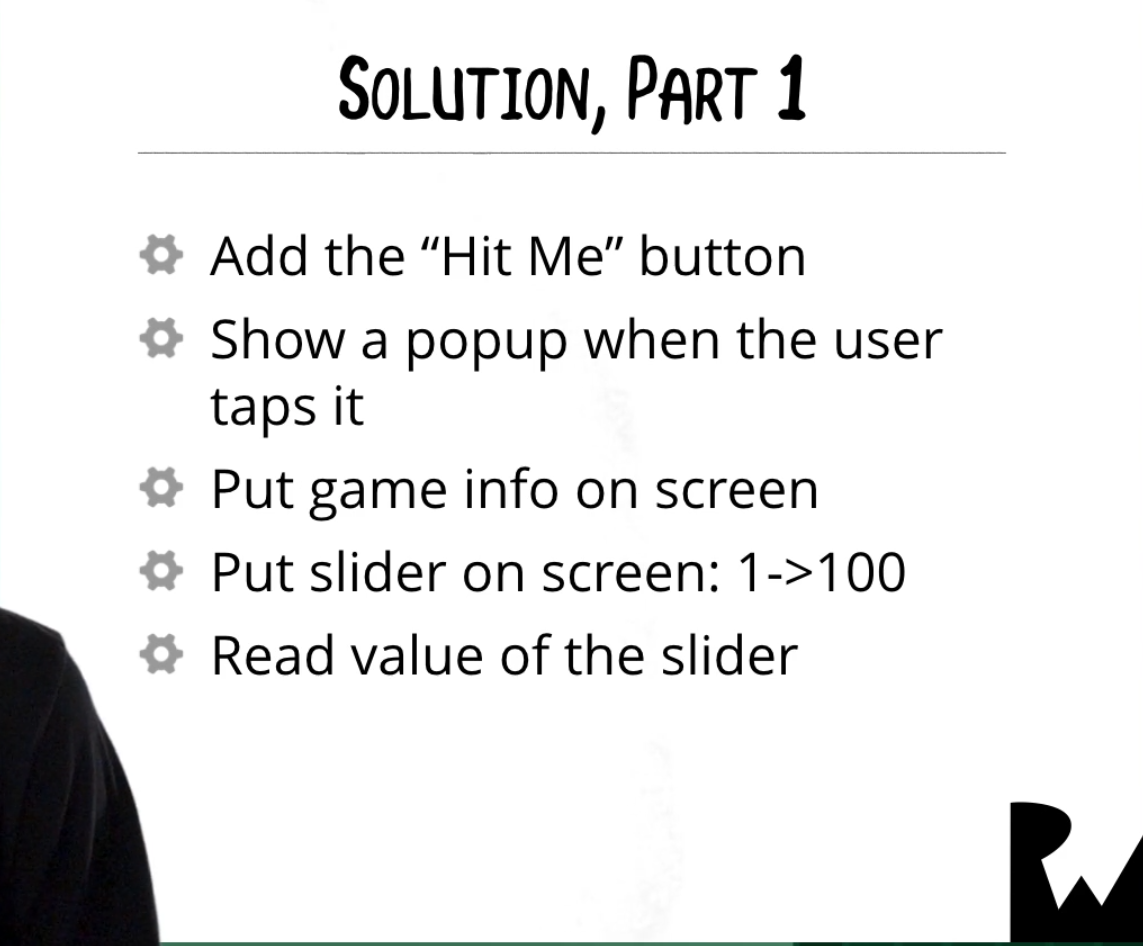 Solution, Part 1
Add the “Hit Me” button
Show a popup when the user
taps it
Put game info on screen
Put slider on screen: 1->100
Read value of the slider
RW